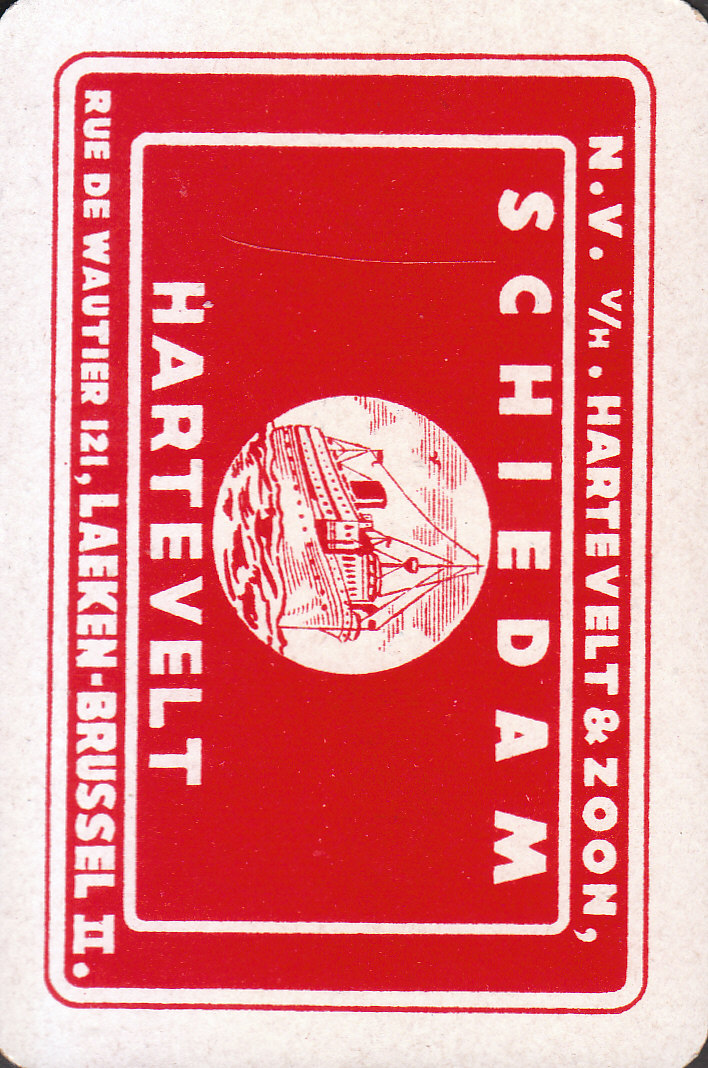 N.V. V/H. HARTEVELT & ZOON,
SCHIEDAM
HARTEVELT
RUE DE WAUTIER 121, LAEKEN-BRUSSEL II.